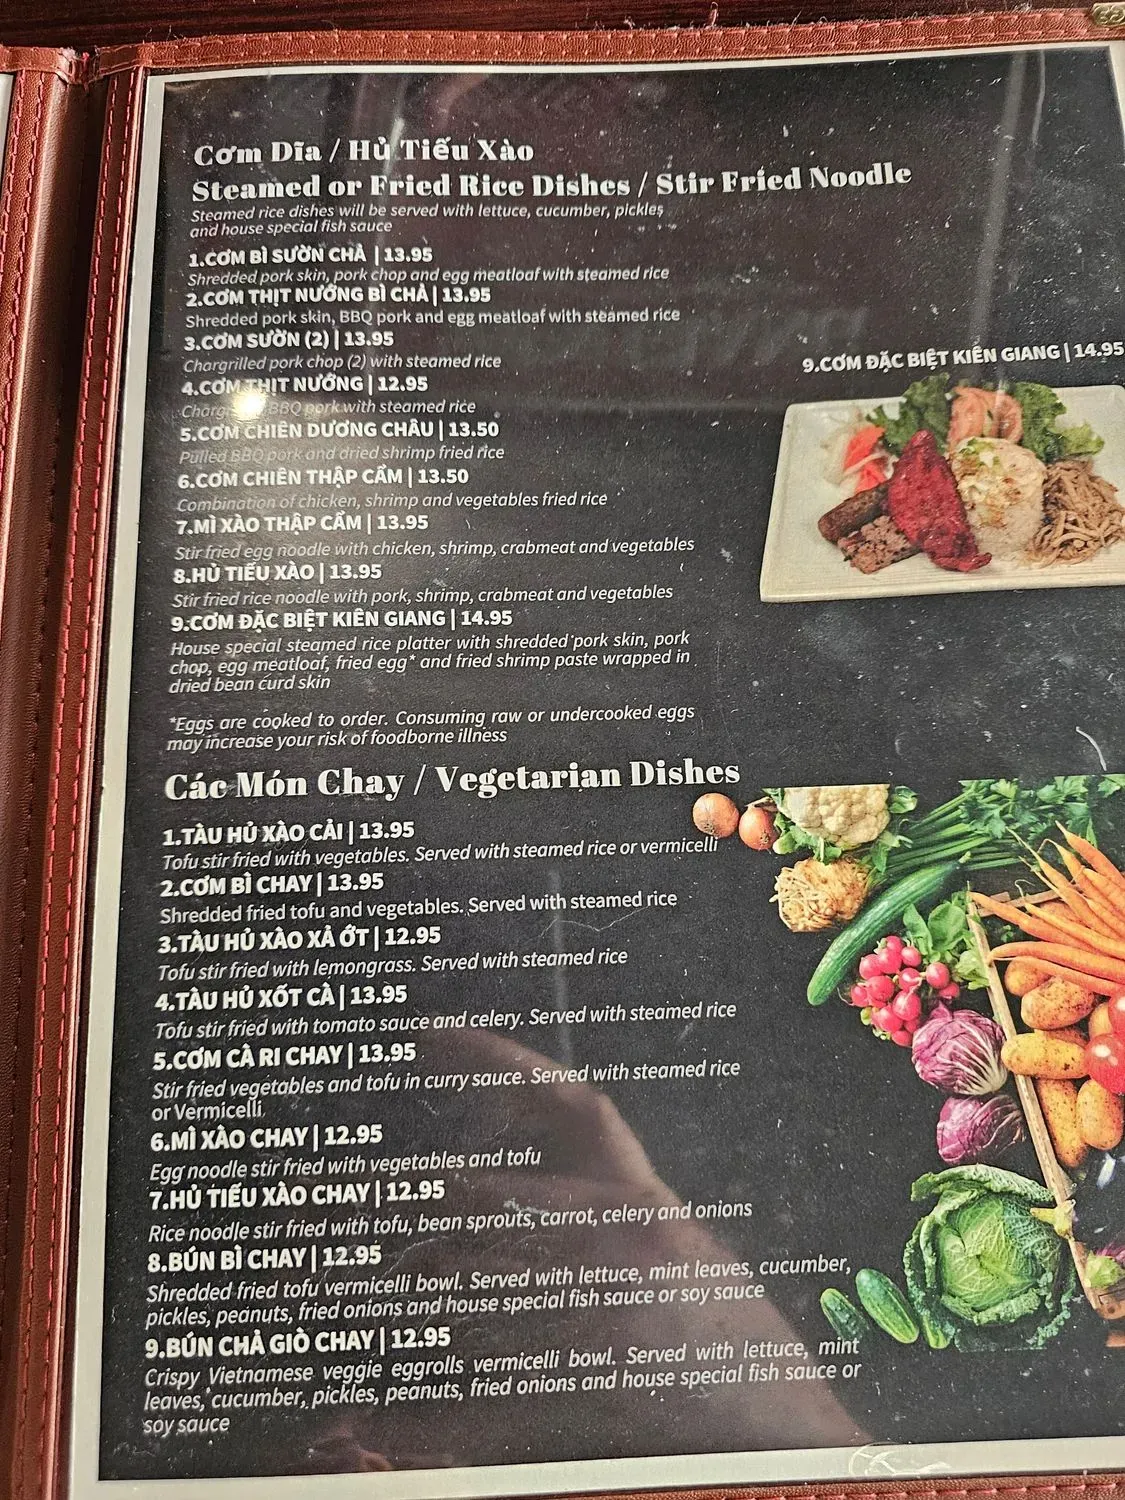 Cơm Dĩa / Hủ Tiếu Xào
Steamed or Fried Rice Dishes / Stir Fried Noodle
Steamed rice dishes will be served with lettuce, cucumber, pickles
and house special fish sauce
1.CƠM BÌ SƯỜN CHẢ | 13.95
Shredded pork skin, pork chop and egg meatloaf with steamed rice
2.CƠM THỊT NƯỚNG BÌ CHẢ | 13.95
Shredded pork skin, BBQ pork and egg meatloaf with steamed rice
3.CƠM SƯỜN (2) | 13.95
Chargrilled pork chop (2) with steamed rice
4.CƠM THỊT NƯỚNG | 12.95
BBQ pork with steamed rice
5.CƠM CHIÊN DƯƠNG CHÂU | 13.50
Pulled BBQ pork and dried shrimp fried rice
6.CƠM CHIÊN THẬP CẨM | 13.50
Combination of chicken, shrimp and vegetables fried rice
7.MÌ XÀO THẬP CẨM | 13.95
Stir fried egg noodle with chicken, shrimp, crabmeat and vegetables
8.HỦ TIẾU XÀO | 13.95
Stir fried rice noodle with pork, shrimp, crabmeat and vegetables
9.CƠM ĐẶC BIỆT KIÊN GIANG | 14.95
House special steamed rice platter with shredded pork skin, pork
chop, egg meatloaf, fried egg* and fried shrimp paste wrapped in
dried bean curd skin
*Eggs are cooked to order. Consuming raw or undercooked eggs
may increase your risk of foodborne illness
9.CƠM ĐẶC BIỆT KIÊN GIANG | 14.95
Các Món Chay / Vegetarian Dishes
1.TÀU HỦ XÀO CẢI | 13.95
Tofu stir fried with vegetables. Served with steamed rice or vermicelli
2.CƠM BÌ CHAY | 13.95
Shredded fried tofu and vegetables. Served with steamed rice
3.TÀU HỦ XÀO XẢ ỚT | 12.95
Tofu stir fried with lemongrass. Served with steamed rice
4.TÀU HỦ XỐT CÀ | 13.95
Tofu stir fried with tomato sauce and celery. Served with steamed rice
5.CƠM CÀ RI CHAY | 13.95
Stir fried vegetables and tofu in curry sauce. Served with steamed rice
or Vermicelli
6.MÌ XÀO CHAY | 12.95
Egg noodle stir fried with vegetables and tofu
7.HỦ TIẾU XÀO CHAY | 12.95
Rice noodle stir fried with tofu, bean sprouts, carrot, celery and onions
8.BÚN BÌ CHAY | 12.95
Shredded fried tofu vermicelli bowl. Served with lettuce, mint leaves, cucumber,
pickles, peanuts, fried onions and house special fish sauce or soy sauce
9.BÚN CHẢ GIÒ CHAY | 12.95
Crispy Vietnamese veggie eggrolls vermicelli bowl. Served with lettuce, mint
leaves, cucumber, pickles, peanuts, fried onions and house special fish sauce or
soy sauce